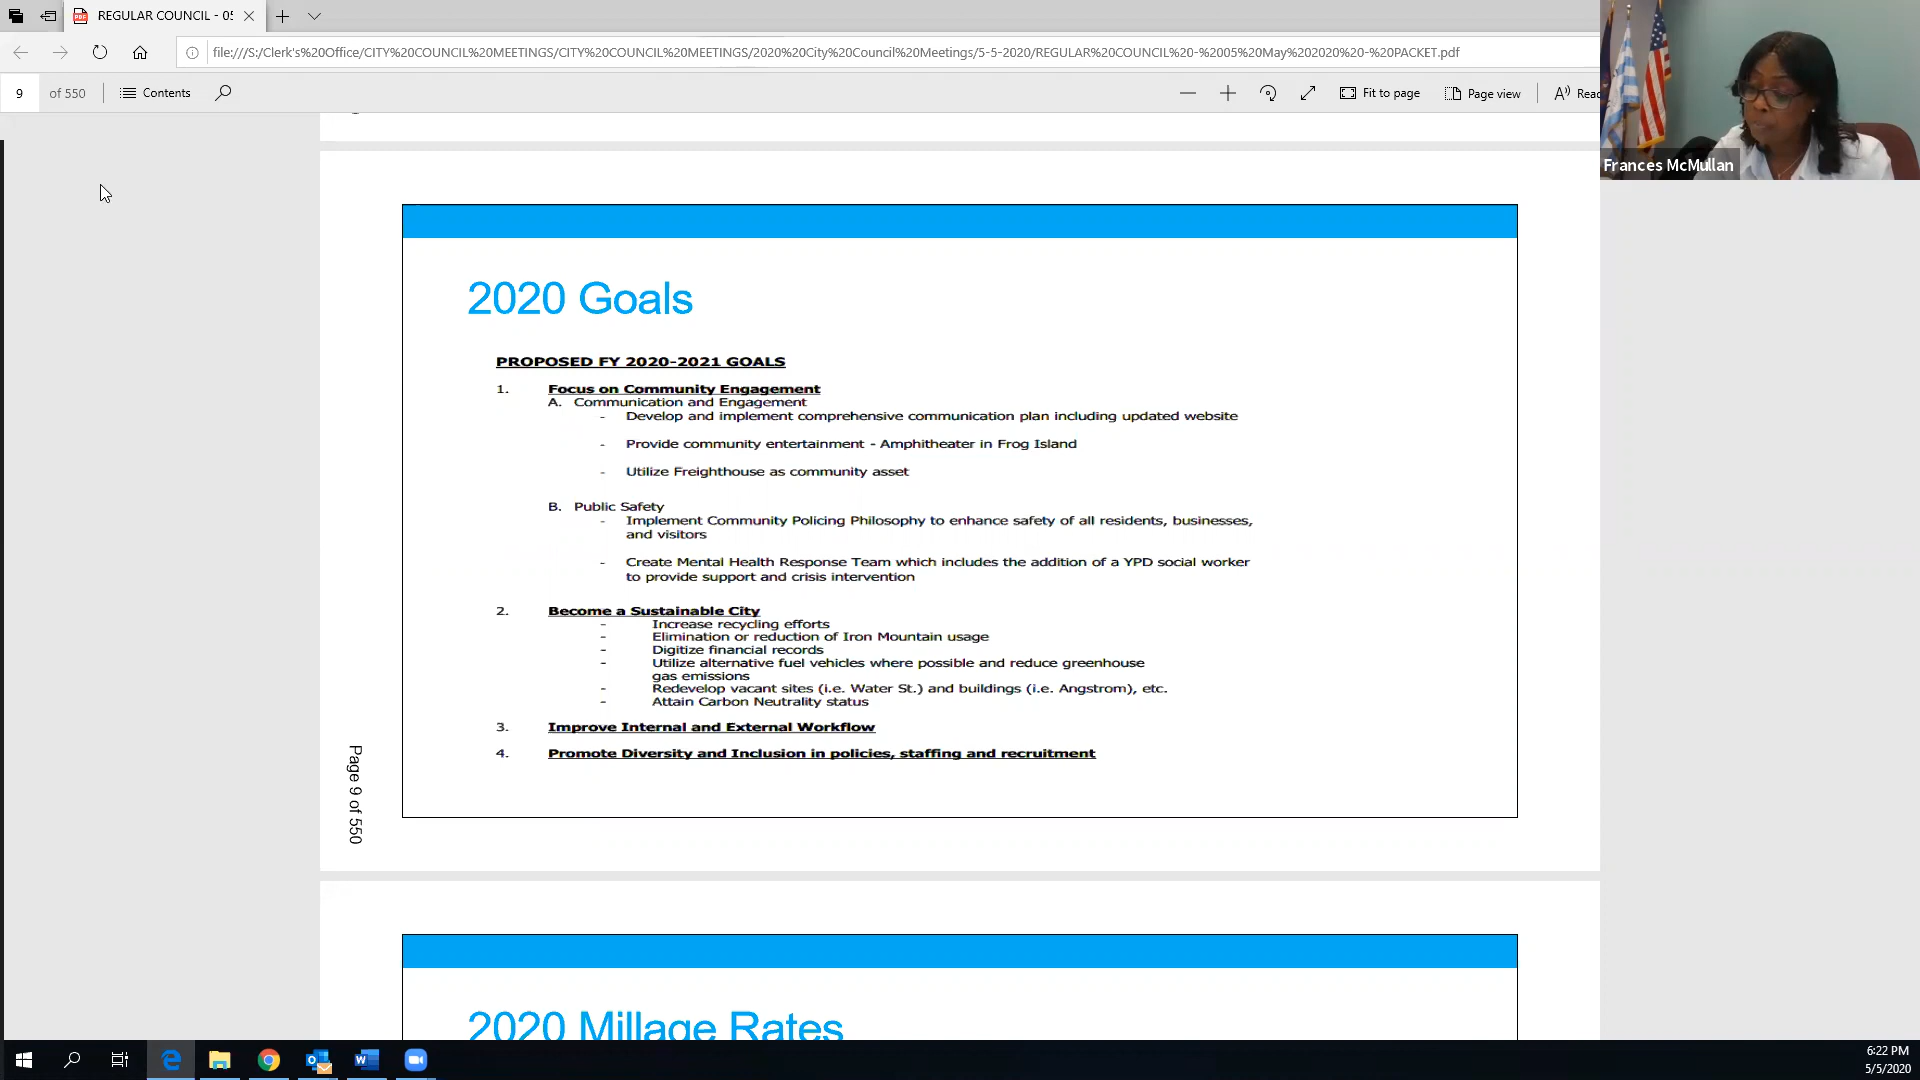 REGULAR COUNCIL - 05
file:///S:/Clerk's%20Office/CITY%20COUNCIL%20MEETINGS/CITY%20COUNCIL%20MEETINGS/2020%20City%20Council%20Meetings/5-5-2020/REGULAR%20COUNCIL%20-%2005%20May%202020%20-%20PACKET.pdf
9 of 550 Contents Fit to page Page view Read
Frances McMullan
2020 Goals
PROPOSED FY 2020-2021 GOALS
1. Focus on Community Engagement
A. Communication and Engagement
- Develop and implement comprehensive communication plan including updated website
- Provide community entertainment - Amphitheater in Frog Island
- Utilize Freighthouse as community asset
B. Public Safety
- Implement Community Policing Philosophy to enhance safety of all residents, businesses,
and visitors
- Create Mental Health Response Team which includes the addition of a YPD social worker
to provide support and crisis intervention
2. Become a Sustainable City
- Increase recycling efforts
- Elimination or reduction of Iron Mountain usage
- Digitize financial records
- Utilize alternative fuel vehicles where possible and reduce greenhouse
gas emissions
- Redevelop vacant sites (i.e. Water St.) and buildings (i.e. Angstrom), etc.
- Attain Carbon Neutrality status
3. Improve Internal and External Workflow
4. Promote Diversity and Inclusion in policies, staffing and recruitment
Page 9 of 550
2020 Millage Rates
6:22 PM
5/5/2020